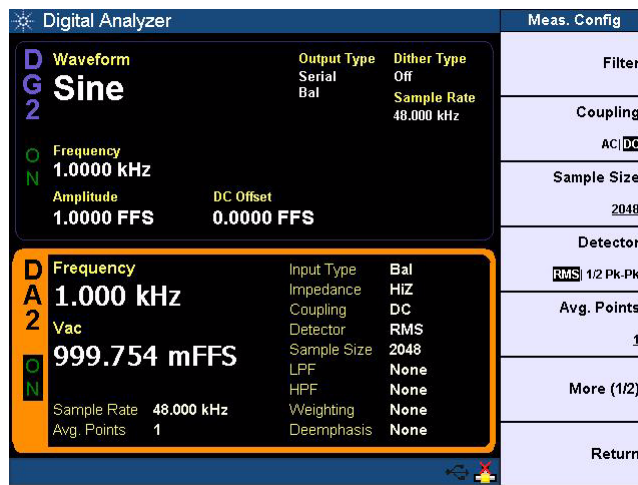 Digital Analyzer
Meas. Config
DG2
ON
Waveform
Sine
Output Type
Serial
Bal
Dither Type
Off
Sample Rate
48.000 kHz
Frequency
1.0000 kHz
Amplitude
1.0000 FFS
DC Offset
0.0000 FFS
DA2
ON
Frequency
1.000 kHz
Vac
999.754 mFFS
Sample Rate 48.000 kHz
Avg. Points 1
Input Type Bal
Impedance HiZ
Coupling DC
Detector RMS
Sample Size 2048
LPF None
HPF None
Weighting None
Deemphasis None
Filter
Coupling
AC| DC
Sample Size
2048
Detector
RMS| 1/2 Pk-Pk
Avg. Points
1
More (1/2)
Return